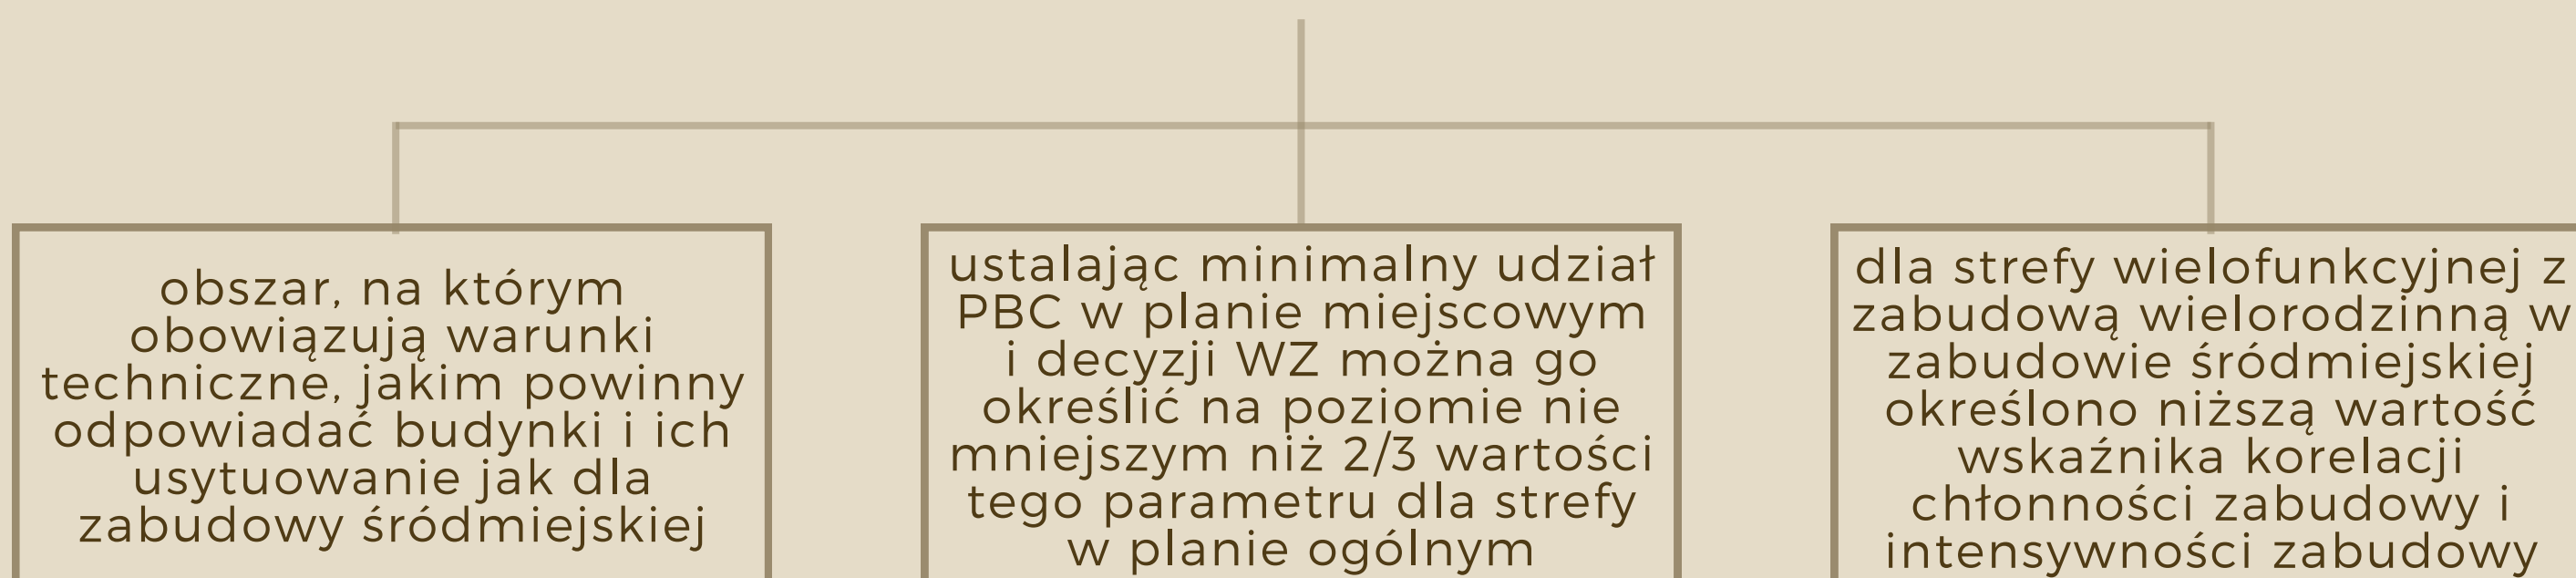 obszar, na którym
obowiązują warunki
techniczne, jakim powinny
odpowiadać budynki i ich
usytuowanie jak dla
zabudowy śródmiejskiej
ustalając minimalny udział
PBC w planie miejscowym
i decyzji WZ można go
określić na poziomie nie
mniejszym niż 2/3 wartości
tego parametru dla strefy
w planie ogólnym
dla strefy wielofunkcyjnej z
zabudową wielorodzinną w
zabudowie śródmiejskiej
określono niższą wartość
wskaźnika korelacji
chłonności zabudowy i
intensywności zabudowy